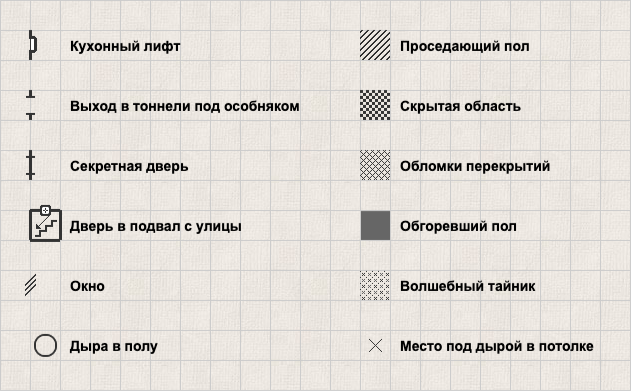 Кухонный лифт
Выход в тоннели под особняком
Секретная дверь
Дверь в подвал с улицы
Окно
Дыра в полу
Проседающий пол
Скрытая область
Обломки перекрытий
Обгоревший пол
Волшебный тайник
Место под дырой в потолке